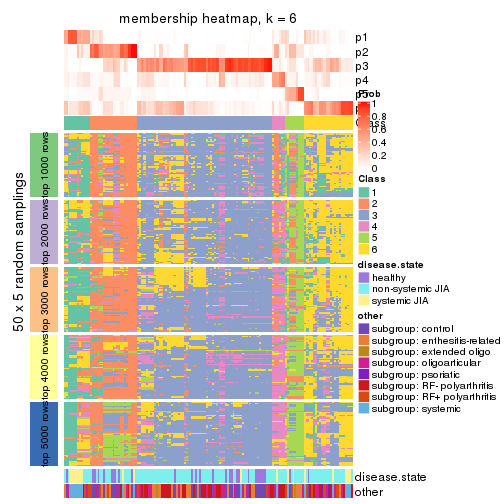 membership heatmap, k = 6
p1
p2
p3
p4
Prob
1
0.8
0.6
0.4
0.2
0
Class
1
2
3
4
5
6
disease.state
healthy
non-systemic JIA
systemic JIA
other
subgroup: control
subgroup: enthesitis-related
subgroup: extended oligo
subgroup: oligoarticular
subgroup: psoriatic
subgroup: RF- polyarthritis
subgroup: RF+ polyarthritis
subgroup: systemic
50 x 5 random samplings
top 1000 rows
top 2000 rows
top 3000 rows
top 4000 rows
top 5000 rows
disease.state
other